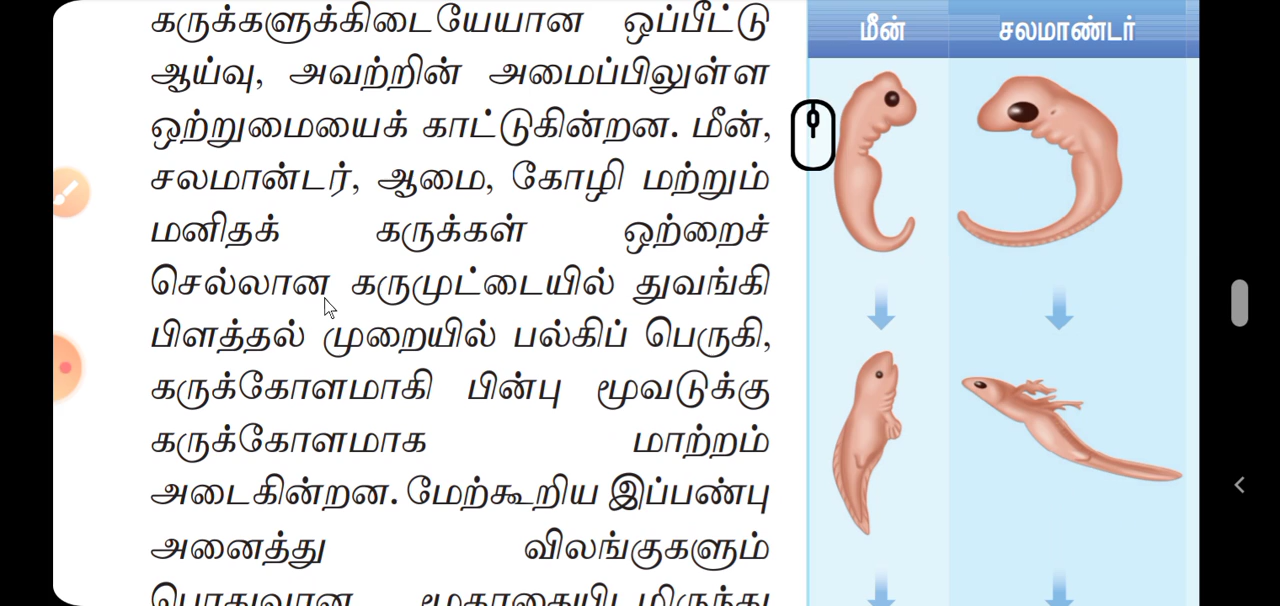 கருக்களுக்கிடையேயான ஒப்பீட்டு
ஆய்வு, அவற்றின் அமைப்பிலுள்ள
ஒற்றுமையைக் காட்டுகின்றன. மீன்,
சலமான்டர், ஆமை, கோழி மற்றும்
மனிதக் கருக்கள் ஒற்றைச்
செல்லான கருமுட்டையில் துவங்கி
பிளத்தல் முறையில் பல்கிப் பெருகி,
கருக்கோளமாகி பின்பு மூவடுக்கு
கருக்கோளமாக மாற்றம்
அடைகின்றன. மேற்கூறிய இப்பண்பு
அனைத்து விலங்குகளும்
பொதுவான மூதாதையிடமிருந்து
மீன்
சலமாண்டர்